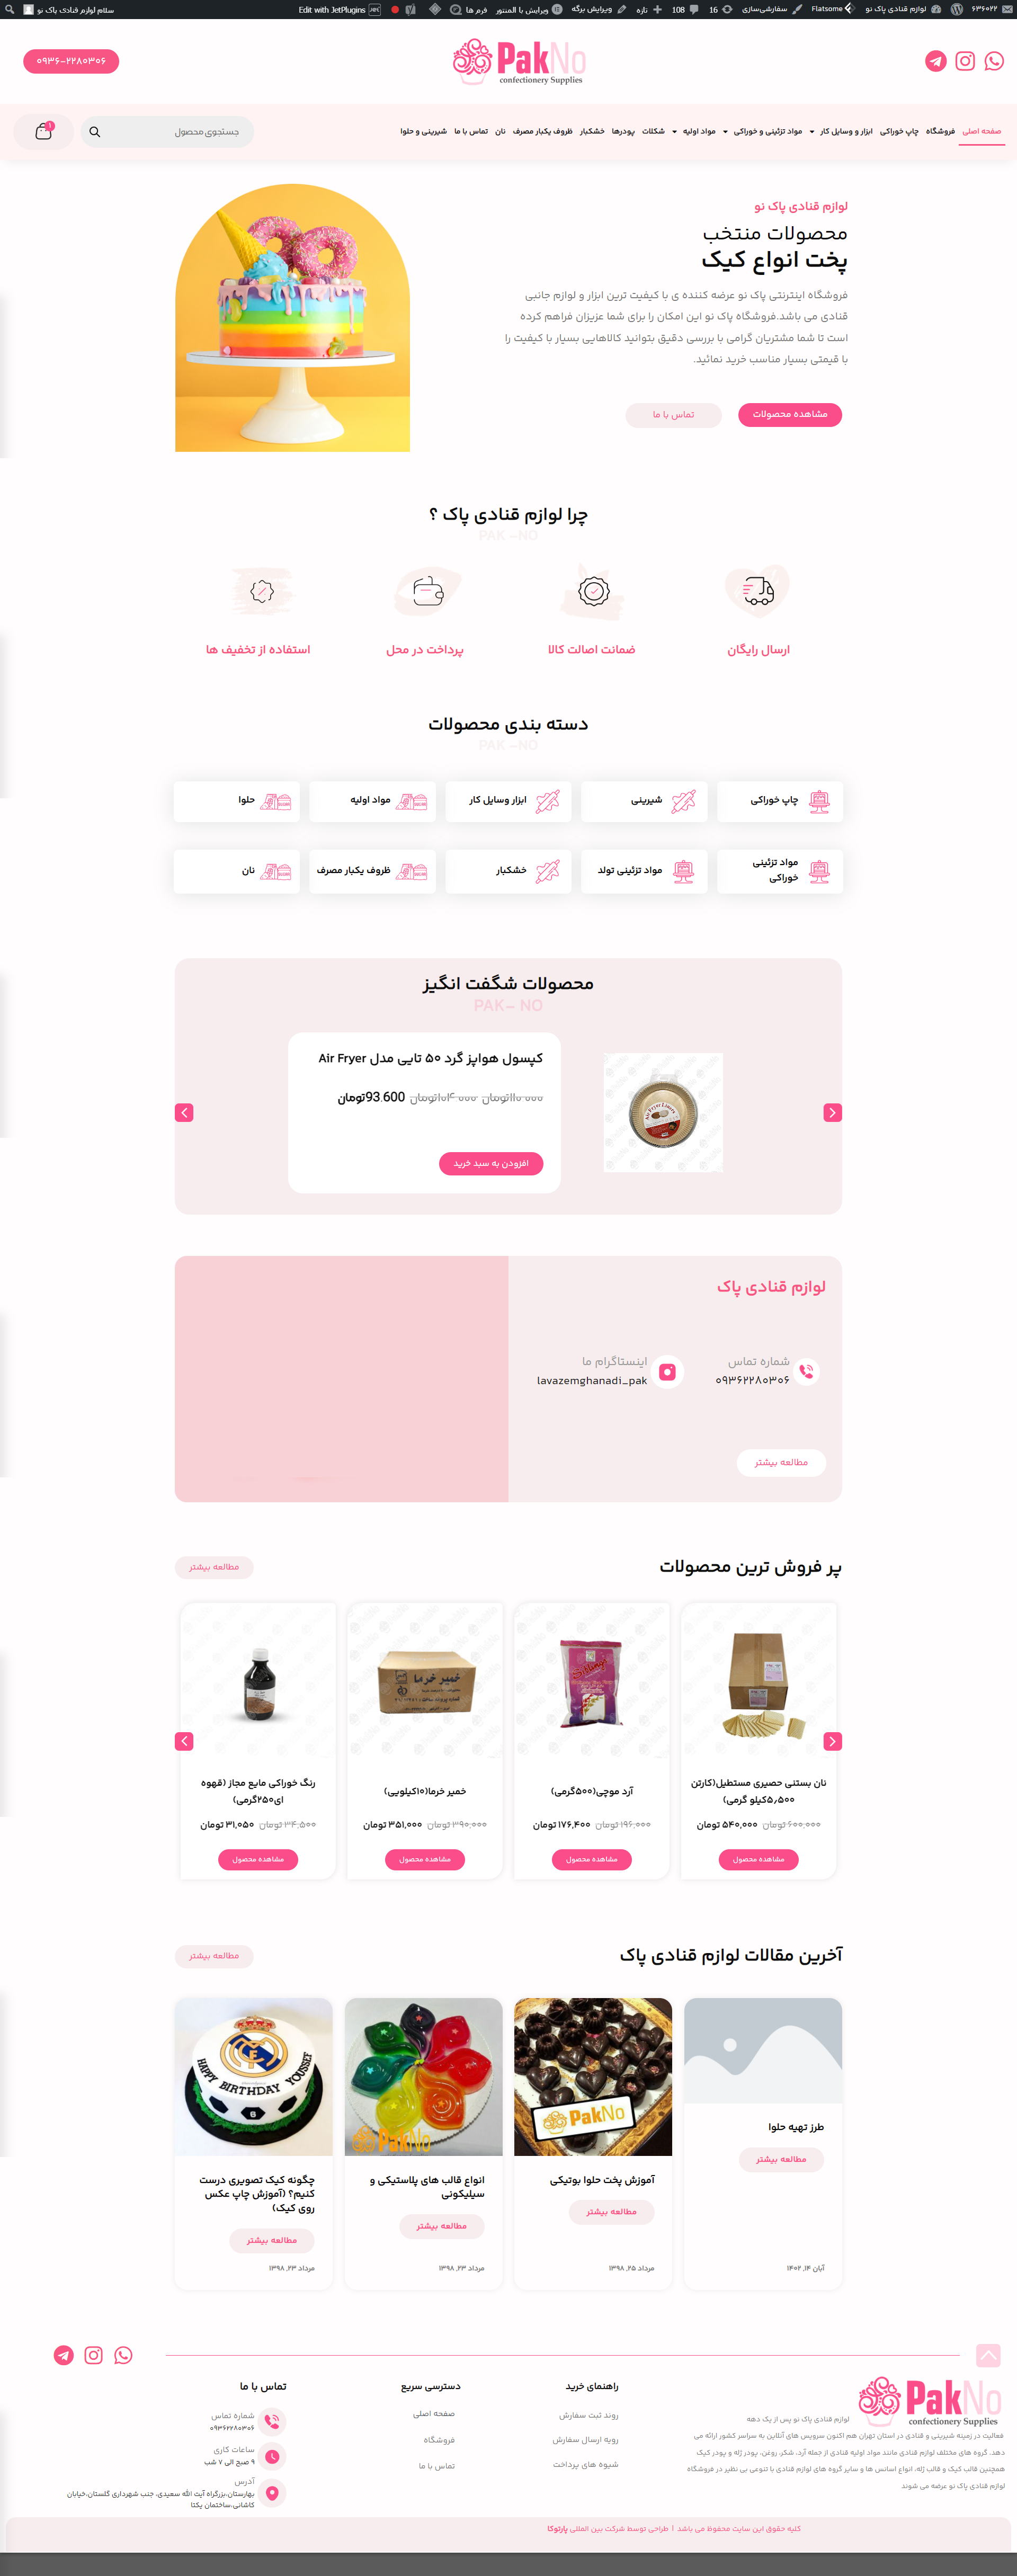 ۶۳۶۰۲۲ لوازم قنادی پاک نو Flatsome سفارشی‌سازی 16 108 تازه ویرایش برگه ویرایش با المنتور فرم ها Edit with JetPlugins سلام لوازم قنادی پاک نو
PakNo
confectionery Supplies
۰۹۳۶-۲۲۸۰۳۰۶
صفحه اصلی فروشگاه چاپ خوراکی ابزار و وسایل کار مواد تزئینی و خوراکی مواد اولیه شکلات پودرها خشکبار ظروف یکبار مصرف نان تماس با ما شیرینی و حلوا
جستجوی محصول
1
لوازم قنادی پاک نو
محصولات منتخب
پخت انواع کیک
فروشگاه اینترنتی پاک نو عرضه کننده ی با کیفیت ترین ابزار و لوازم جانبی
قنادی می باشد.فروشگاه پاک نو این امکان را برای شما عزیزان فراهم کرده
است تا شما مشتریان گرامی با بررسی دقیق بتوانید کالاهایی بسیار با کیفیت را
با قیمتی بسیار مناسب خرید نمائید.
مشاهده محصولات
تماس با ما
چرا لوازم قنادی پاک ؟
PAK -NO
ارسال رایگان
ضمانت اصالت کالا
پرداخت در محل
استفاده از تخفیف ها
دسته بندی محصولات
PAK -NO
چاپ خوراکی
شیرینی
ابزار وسایل کار
مواد اولیه
حلوا
مواد تزئینی
خوراکی
مواد تزئینی تولد
خشکبار
ظروف یکبار مصرف
نان
محصولات شگفت انگیز
PAK- NO
کپسول هواپز گرد ۵۰ تایی مدل Air Fryer
۱۱۰ ۰۰۰تومان ۱۰۴ ۰۰۰تومان 93.600تومان
افزودن به سبد خرید
لوازم قنادی پاک
شماره تماس
۰۹۳۶۲۲۸۰۳۰۶
اینستاگرام ما
lavazemghanadi_pak
مطالعه بیشتر
پر فروش ترین محصولات
مطالعه بیشتر
نان بستنی حصیری مستطیل(کارتن
۵٫۵۰۰کیلو گرمی)
۶۰۰,۰۰۰ تومان ۵۴۰,۰۰۰ تومان
مشاهده محصول
آرد موچی(۵۰۰گرمی)
۱۹۶,۰۰۰ تومان ۱۷۶,۴۰۰ تومان
مشاهده محصول
خمیر خرما
خمیر خرما(۱۰کیلویی)
۳۹۰,۰۰۰ تومان ۳۵۱,۰۰۰ تومان
مشاهده محصول
رنگ خوراکی مایع مجاز (قهوه
ای۲۵۰گرمی)
۳۴,۵۰۰ تومان ۳۱,۰۵۰ تومان
مشاهده محصول
آخرین مقالات لوازم قنادی پاک
مطالعه بیشتر
طرز تهیه حلوا
مطالعه بیشتر
آبان ۱۴, ۱۴۰۲
PakNo
آموزش پخت حلوا بوتیکی
مطالعه بیشتر
مرداد ۲۵, ۱۳۹۸
PakNo
انواع قالب های پلاستیکی و
سیلیکونی
مطالعه بیشتر
مرداد ۲۳, ۱۳۹۸
HAPPY BIRTHDAY YOUSSEF
چگونه کیک تصویری درست
کنیم؟ (آموزش چاپ عکس
روی کیک)
مطالعه بیشتر
مرداد ۲۳, ۱۳۹۸
PakNo
confectionery Supplies
لوازم قنادی پاک نو پس از یک دهه
فعالیت در زمینه شیرینی و قنادی در استان تهران هم اکنون سرویس های آنلاین به سراسر کشور ارائه می
دهد. گروه های مختلف لوازم قنادی مانند مواد اولیه قنادی از جمله آرد، شکر، روغن، پودر ژله و پودر کیک
همچنین قالب کیک و قالب ژله، انواع اسانس ها و سایر گروه های لوازم قنادی با تنوعی بی نظیر در فروشگاه
لوازم قنادی پاک نو عرضه می شوند
راهنمای خرید
روند ثبت سفارش
رویه ارسال سفارش
شیوه های پرداخت
دسترسی سریع
صفحه اصلی
فروشگاه
تماس با ما
تماس با ما
شماره تماس
۰۹۳۶۲۲۸۰۳۰۶
ساعات کاری
۹ صبح الی ۷ شب
آدرس
بهارستان،بزرگراه آیت الله سعیدی، جنب شهرداری گلستان،خیابان
کاشانی،ساختمان یکتا
کلیه حقوق این سایت محفوظ می باشد | طراحی توسط شرکت بین المللی پارتوکا